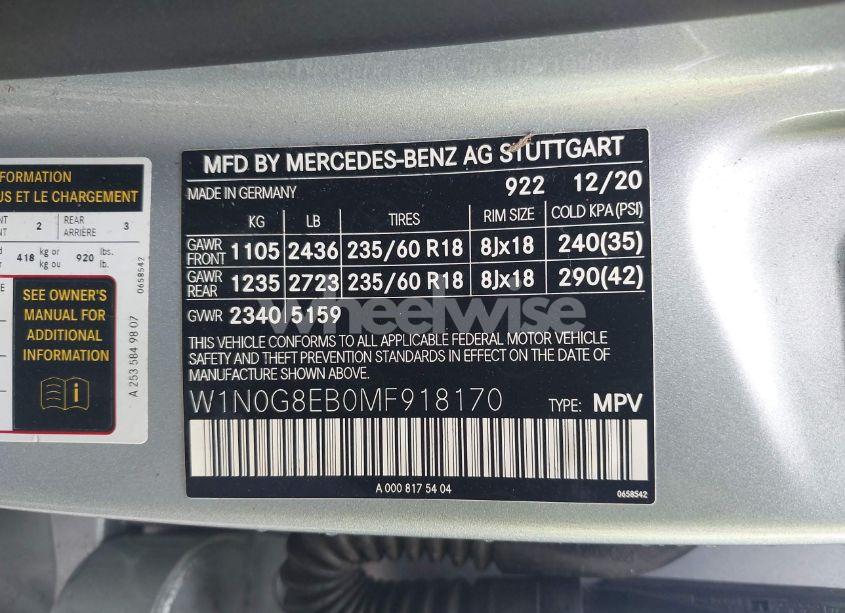 MFD BY MERCEDES-BENZ AG STUTTGART
MADE IN GERMANY 922 12/20
KG LB TIRES RIM SIZE COLD KPA(PSI)
GAWR FRONT 1105 2436 235/60 R18 8Jx18 240(35)
GAWR REAR 1235 2723 235/60 R18 8Jx18 290(42)
GVWR 2340 5159
THIS VEHICLE CONFORMS TO ALL APPLICABLE FEDERAL MOTOR VEHICLE
SAFETY AND THEFT PREVENTION STANDARDS IN EFFECT ON THE DATE
OF MANUFACTURE SHOWN ABOVE.
W1N0G8EB0MF918170 TYPE: MPV
A 000 817 54 04
0658542
FORMATION
US ET LE CHARGEMENT
2 REAR ARRIÈRE 3
418 kg or kg ou 920 lbs. lb.
SEE OWNER'S
MANUAL FOR
ADDITIONAL
INFORMATION
0658542
A 253 584 98 07
wheelwise